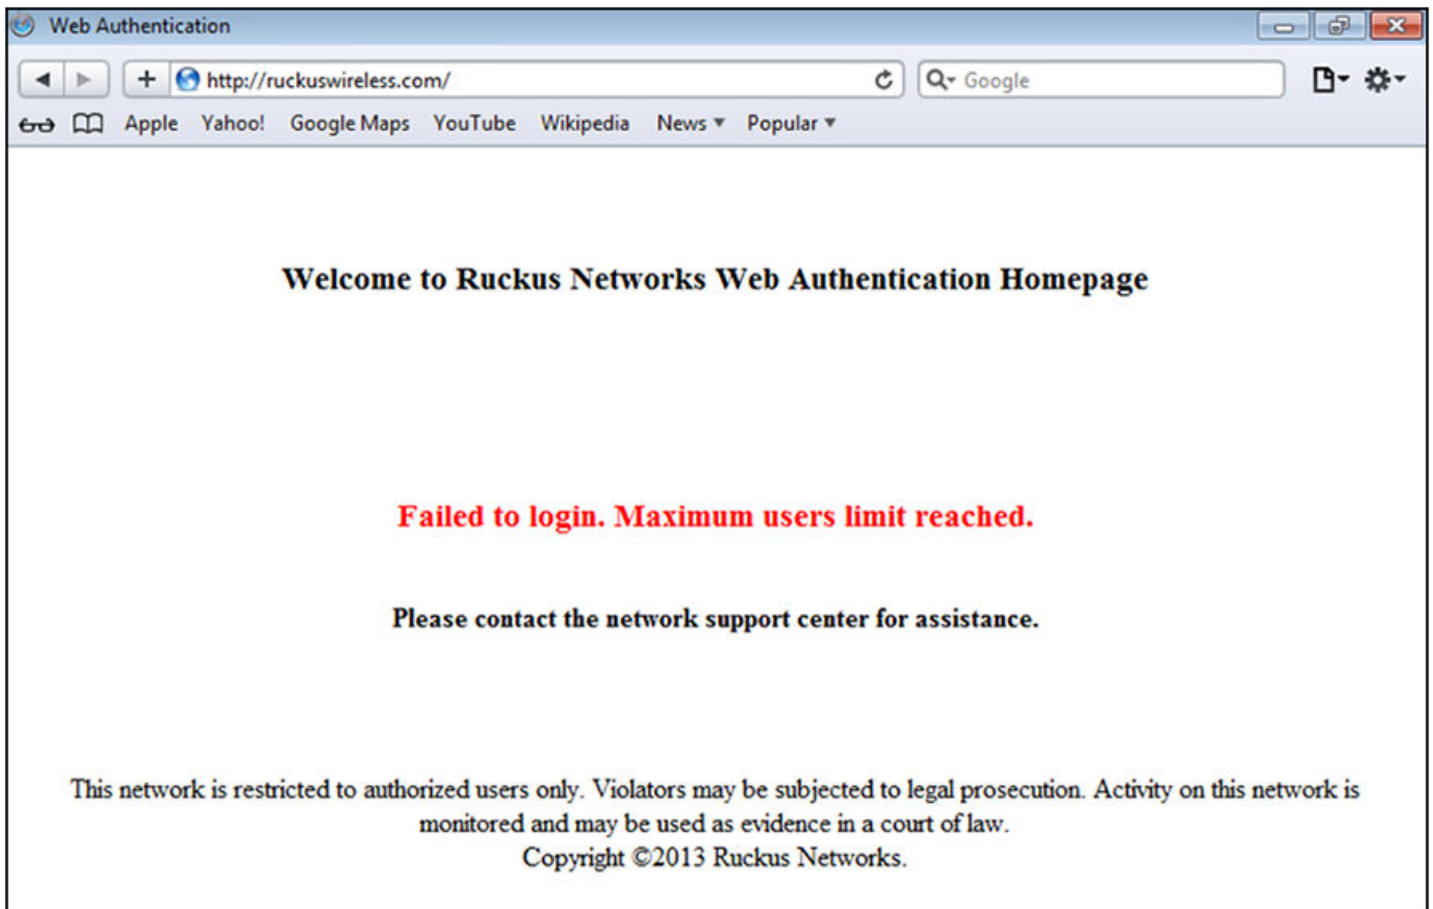 Web Authentication
http://ruckuswireless.com/ Google
Apple Yahoo! Google Maps YouTube Wikipedia News Popular
Welcome to Ruckus Networks Web Authentication Homepage
Failed to login. Maximum users limit reached.
Please contact the network support center for assistance.
This network is restricted to authorized users only. Violators may be subjected to legal prosecution. Activity on this network is
monitored and may be used as evidence in a court of law.
Copyright ©2013 Ruckus Networks.